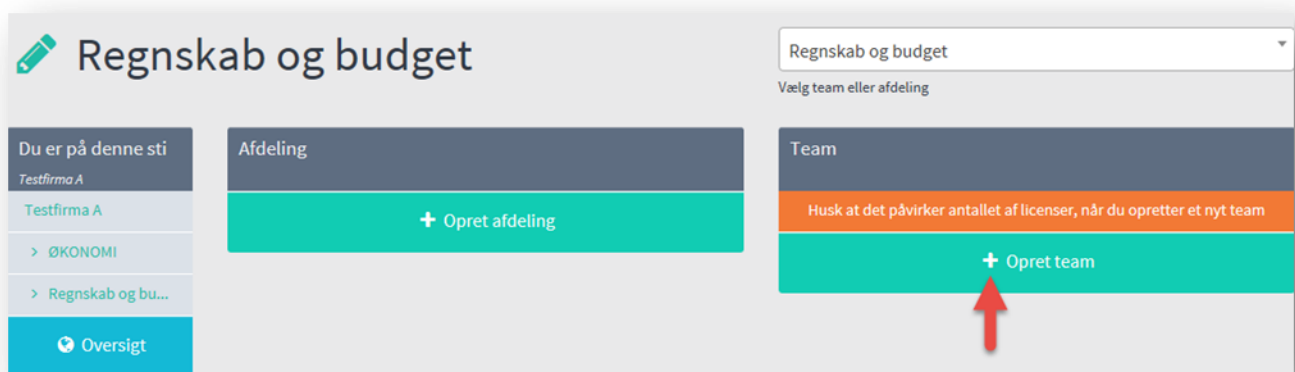 Regnskab og budget
Regnskab og budget
Vælg team eller afdeling
Du er på denne sti
Testfirma A
Testfirma A
> ØKONOMI
> Regnskab og bu...
Oversigt
Afdeling
+ Opret afdeling
Team
Husk at det påvirker antallet af licenser, når du opretter et nyt team
+ Opret team